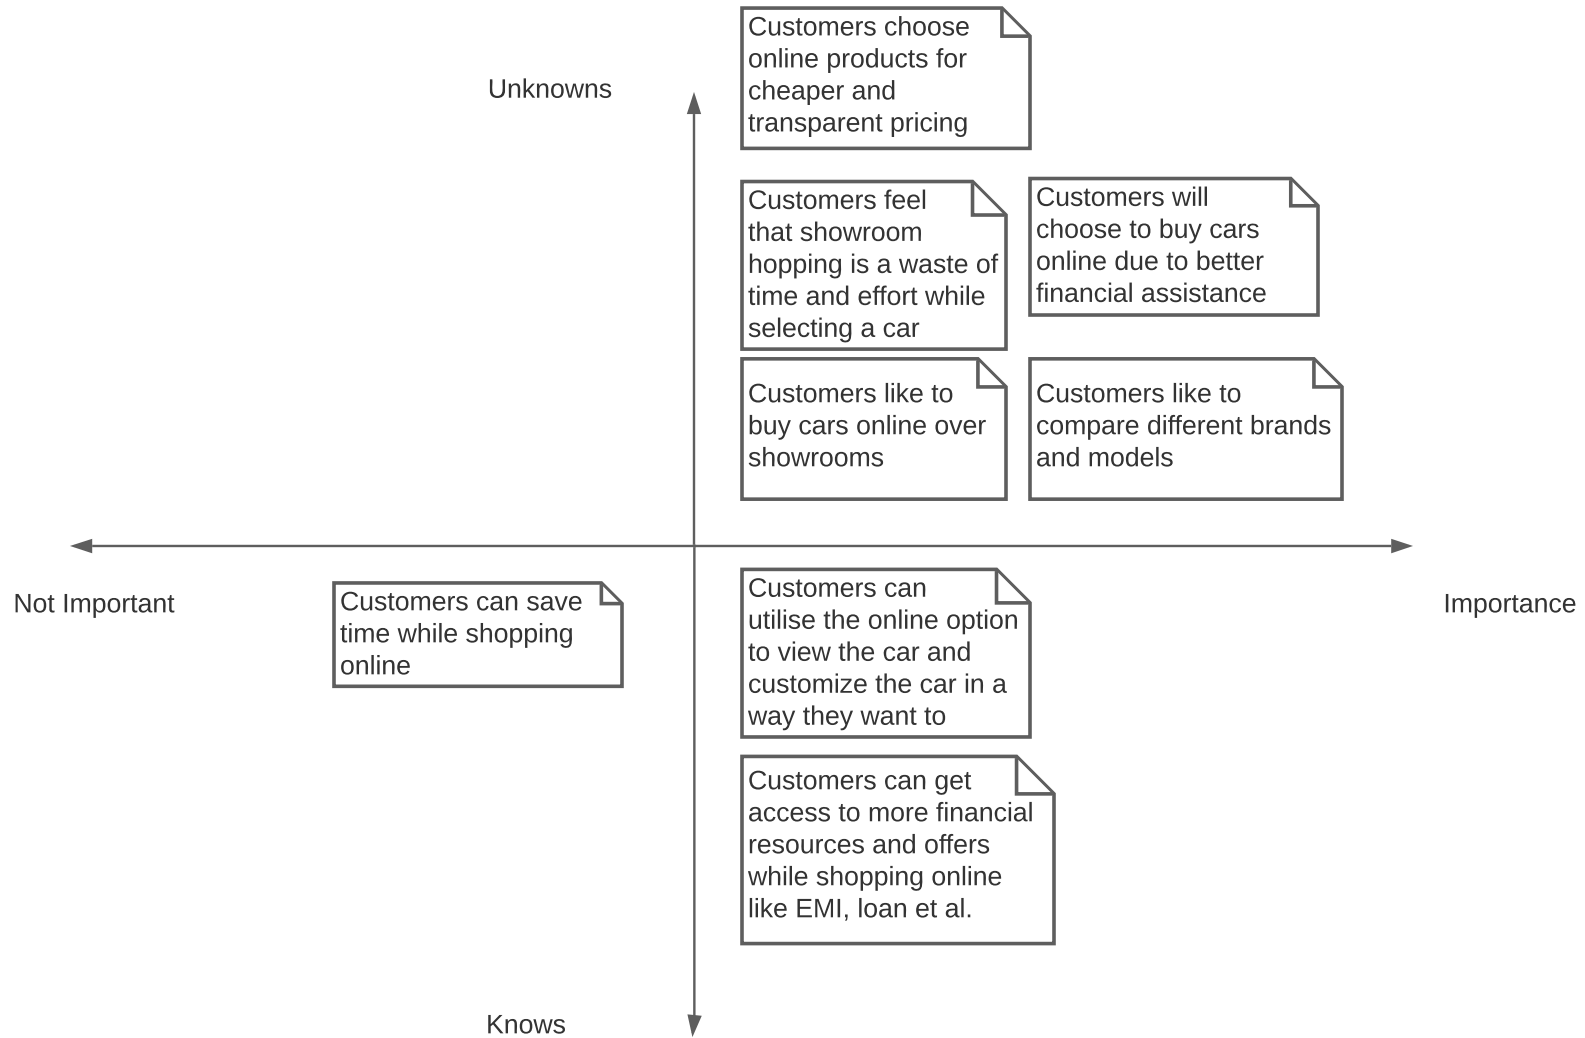 Customers choose
online products for
cheaper and
transparent pricing
Unknowns
Customers feel
that showroom
hopping is a waste of
time and effort while
selecting a car
Customers will
choose to buy cars
online due to better
financial assistance
Customers like to
buy cars online over
showrooms
Customers like to
compare different brands
and models
Not Important
Importance
Customers can save
time while shopping
online
Customers can
utilise the online option
to view the car and
customize the car in a
way they want to
Customers can get
access to more financial
resources and offers
while shopping online
like EMI, loan et al.
Knows